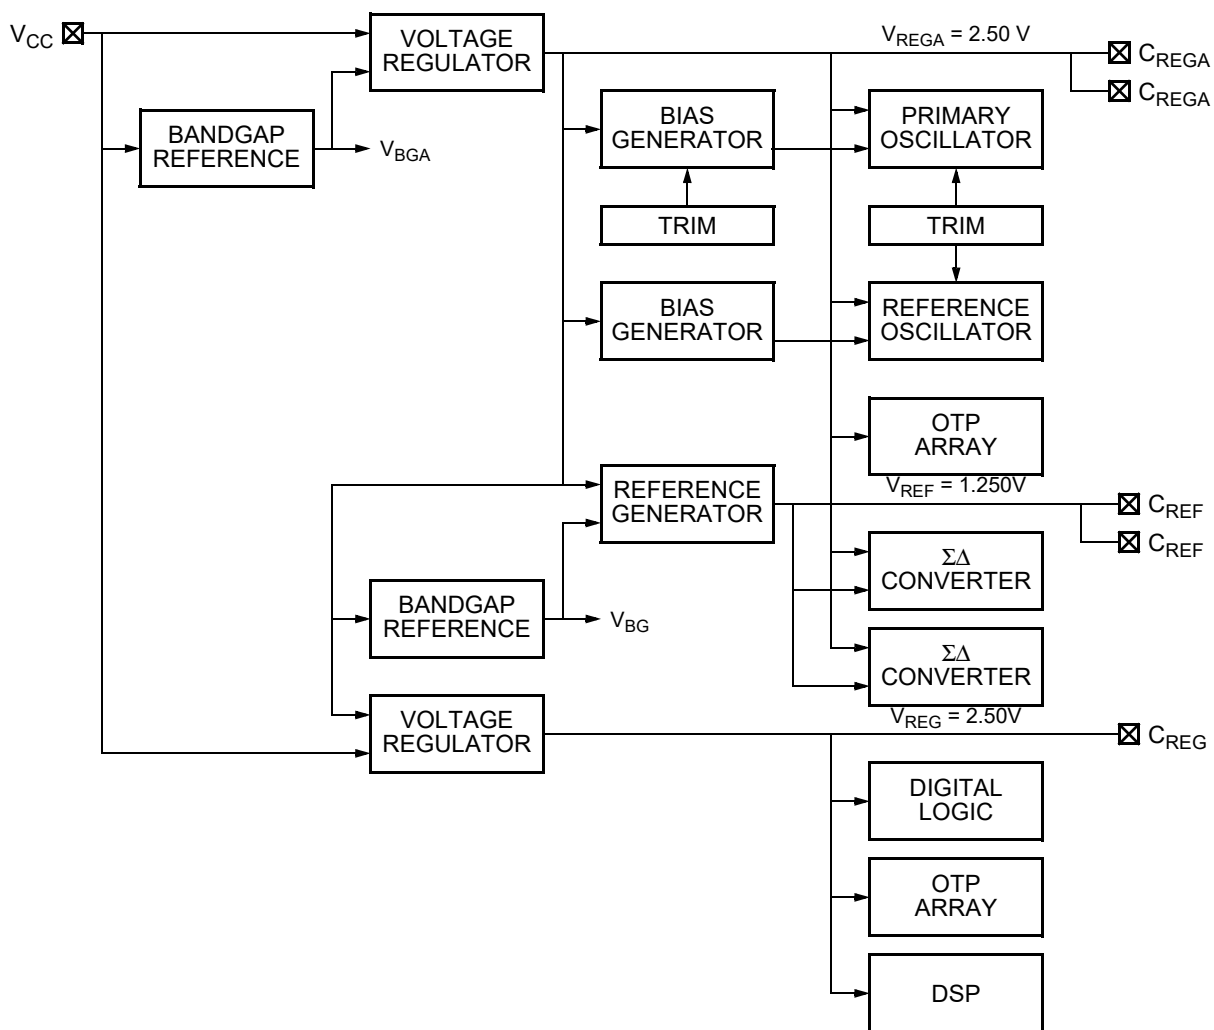 VCC
VOLTAGE
REGULATOR
VREGA = 2.50 V
CREGA
CREGA
BANDGAP
REFERENCE
VBGA
BIAS
GENERATOR
PRIMARY
OSCILLATOR
TRIM
TRIM
BIAS
GENERATOR
REFERENCE
OSCILLATOR
OTP
ARRAY
REFERENCE
GENERATOR
VREF = 1.250V
CREF
CREF
ΣΔ
CONVERTER
BANDGAP
REFERENCE
VBG
ΣΔ
CONVERTER
VOLTAGE
REGULATOR
VREG = 2.50V
CREG
DIGITAL
LOGIC
OTP
ARRAY
DSP